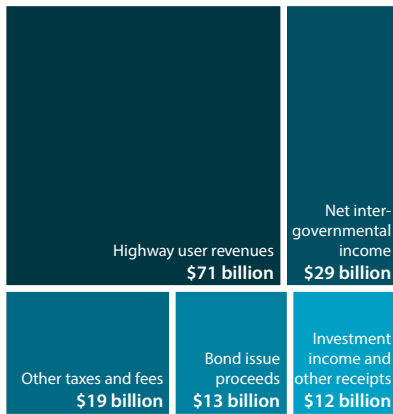 Highway user revenues
$71 billion
Net inter-
governmental
income
$29 billion
Other taxes and fees
$19 billion
Bond issue
proceeds
$13 billion
Investment
income and
other receipts
$12 billion